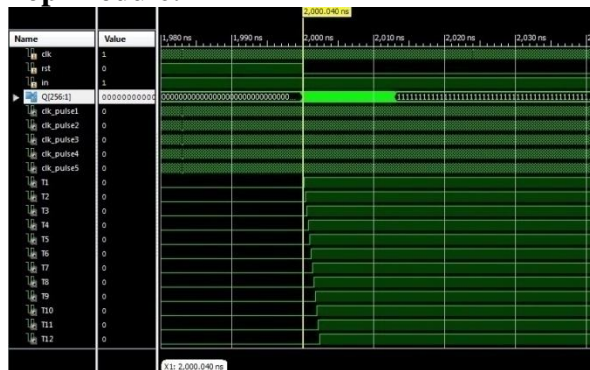 2,000.040 ns
Name Value 1,980 ns 1,990 ns 2,000 ns 2,010 ns 2,020 ns 2,030 ns
clk 1
rst 0
in 1
Q[256:1]
clk_pulse1 0
clk_pulse2 0
clk_pulse3 0
clk_pulse4 0
clk_pulse5 0
T1 0
T2 0
T3 0
T4 0
T5 0
T6 0
T7 0
T8 0
T9 0
T10 0
T11 0
T12 0
X1: 2,000.040 ns